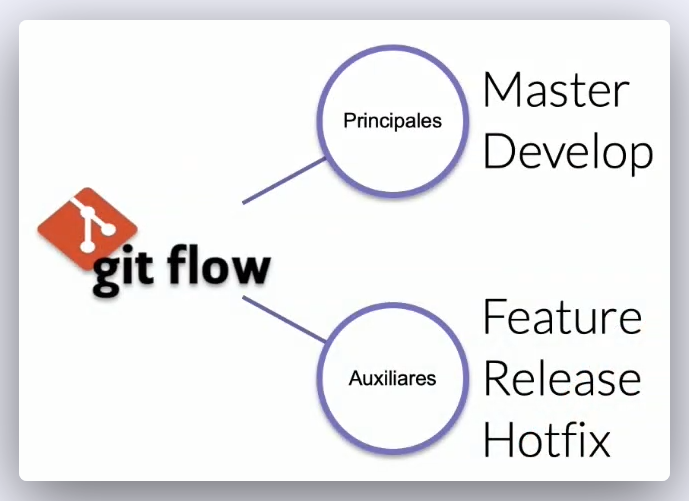 git flow
Principales
Master
Develop
Auxiliares
Feature
Release
Hotfix